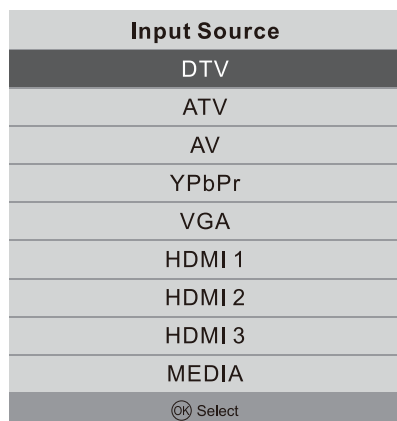 Input Source
DTV
ATV
AV
YPbPr
VGA
HDMI 1
HDMI 2
HDMI 3
MEDIA
OK Select